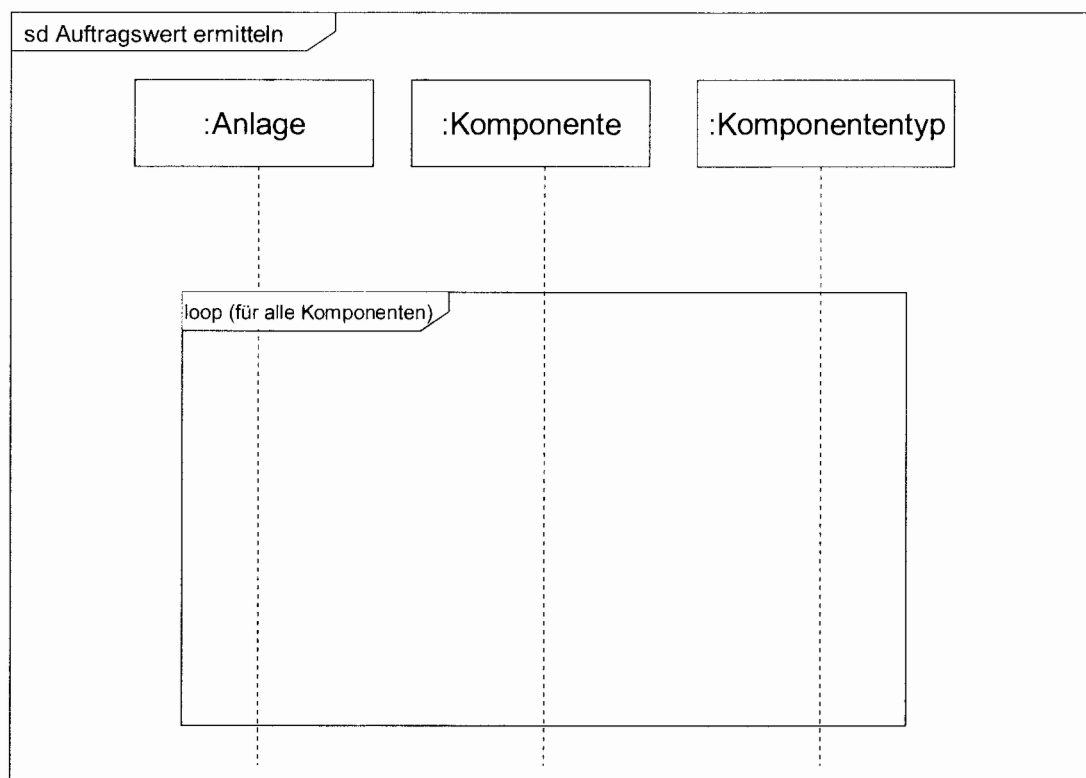 sd Auftragswert ermitteln
:Anlage
:Komponente
:Komponententyp
loop (für alle Komponenten)